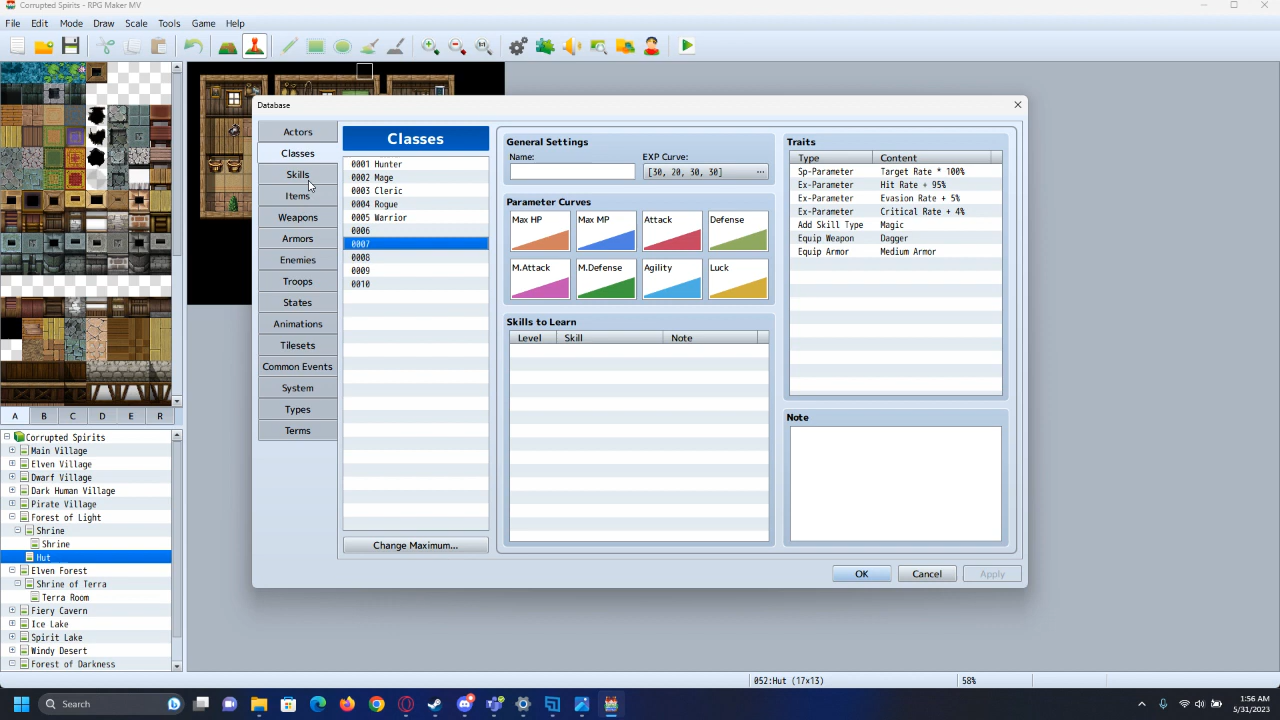 Corrupted Spirits - RPG Maker MV
File Edit Mode Draw Scale Tools Game Help
Database
Actors
Classes
Skills
Items
Weapons
Armors
Enemies
Troops
States
Animations
Tilesets
Common Events
System
Types
Terms
Classes
0001 Hunter
0002 Mage
0003 Cleric
0004 Rogue
0005 Warrior
0006
0007
0008
0009
0010
Change Maximum...
General Settings
Name:
EXP Curve:
[30, 20, 30, 30] ...
Parameter Curves
Max HP Max MP Attack Defense
M.Attack M.Defense Agility Luck
Skills to Learn
Level Skill Note
Traits
Type Content
Sp-Parameter Target Rate * 100%
Ex-Parameter Hit Rate + 95%
Ex-Parameter Evasion Rate + 5%
Ex-Parameter Critical Rate + 4%
Add Skill Type Magic
Equip Weapon Dagger
Equip Armor Medium Armor
Note
OK Cancel Apply
A B C D E R
Corrupted Spirits
Main Village
Elven Village
Dwarf Village
Dark Human Village
Pirate Village
Forest of Light
Shrine
Shrine
Hut
Elven Forest
Shrine of Terra
Terra Room
Fiery Cavern
Ice Lake
Spirit Lake
Windy Desert
Forest of Darkness
052:Hut (17×13) 58%
Search
1:56 AM
5/31/2023